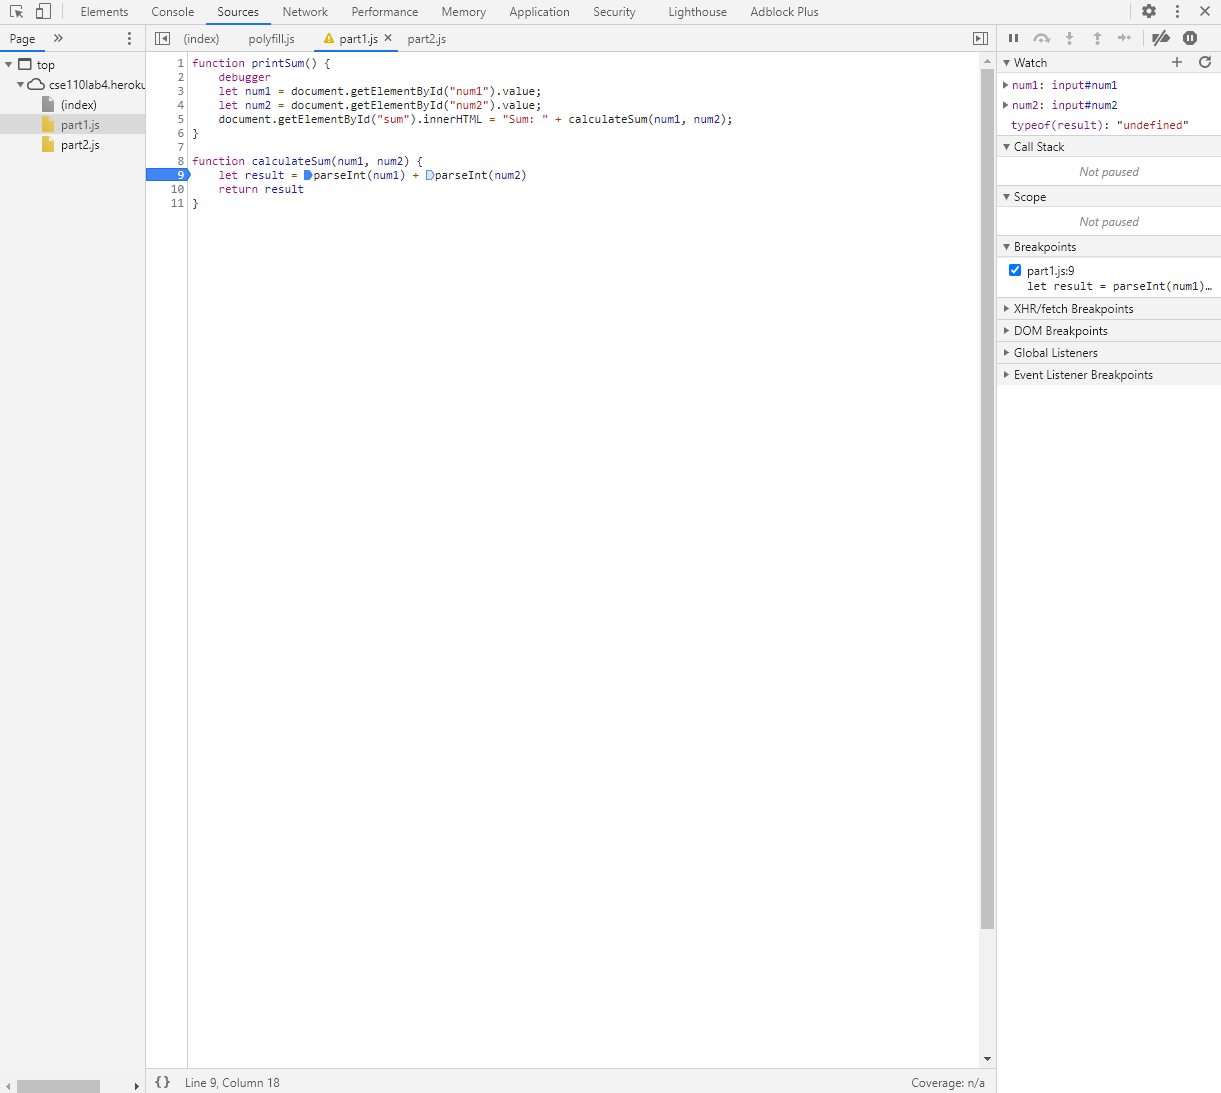 Elements Console Sources Network Performance Memory Application Security Lighthouse Adblock Plus
Page
(index) polyfill.js part1.js part2.js
top
cse110lab4.heroku
(index)
part1.js
part2.js
1 function printSum() {
2 debugger
3 let num1 = document.getElementById("num1").value;
4 let num2 = document.getElementById("num2").value;
5 document.getElementById("sum").innerHTML = "Sum: " + calculateSum(num1, num2);
6 }
7
8 function calculateSum(num1, num2) {
9 let result = parseInt(num1) + parseInt(num2)
10 return result
11 }
{} Line 9, Column 18
Coverage: n/a
Watch
num1: input#num1
num2: input#num2
typeof(result): "undefined"
Call Stack
Not paused
Scope
Not paused
Breakpoints
part1.js:9
let result = parseInt(num1)…
XHR/fetch Breakpoints
DOM Breakpoints
Global Listeners
Event Listener Breakpoints